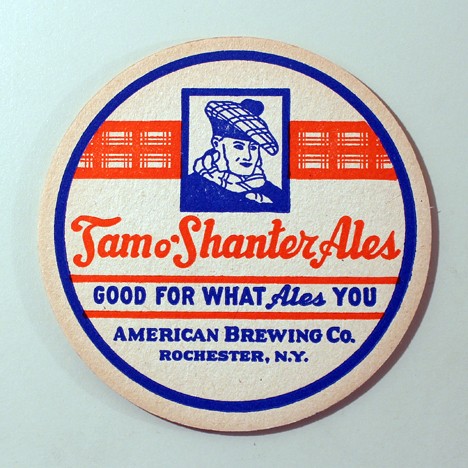 Tam o' Shanter Ales
GOOD FOR WHAT Ales YOU
AMERICAN BREWING CO.
ROCHESTER, N.Y.